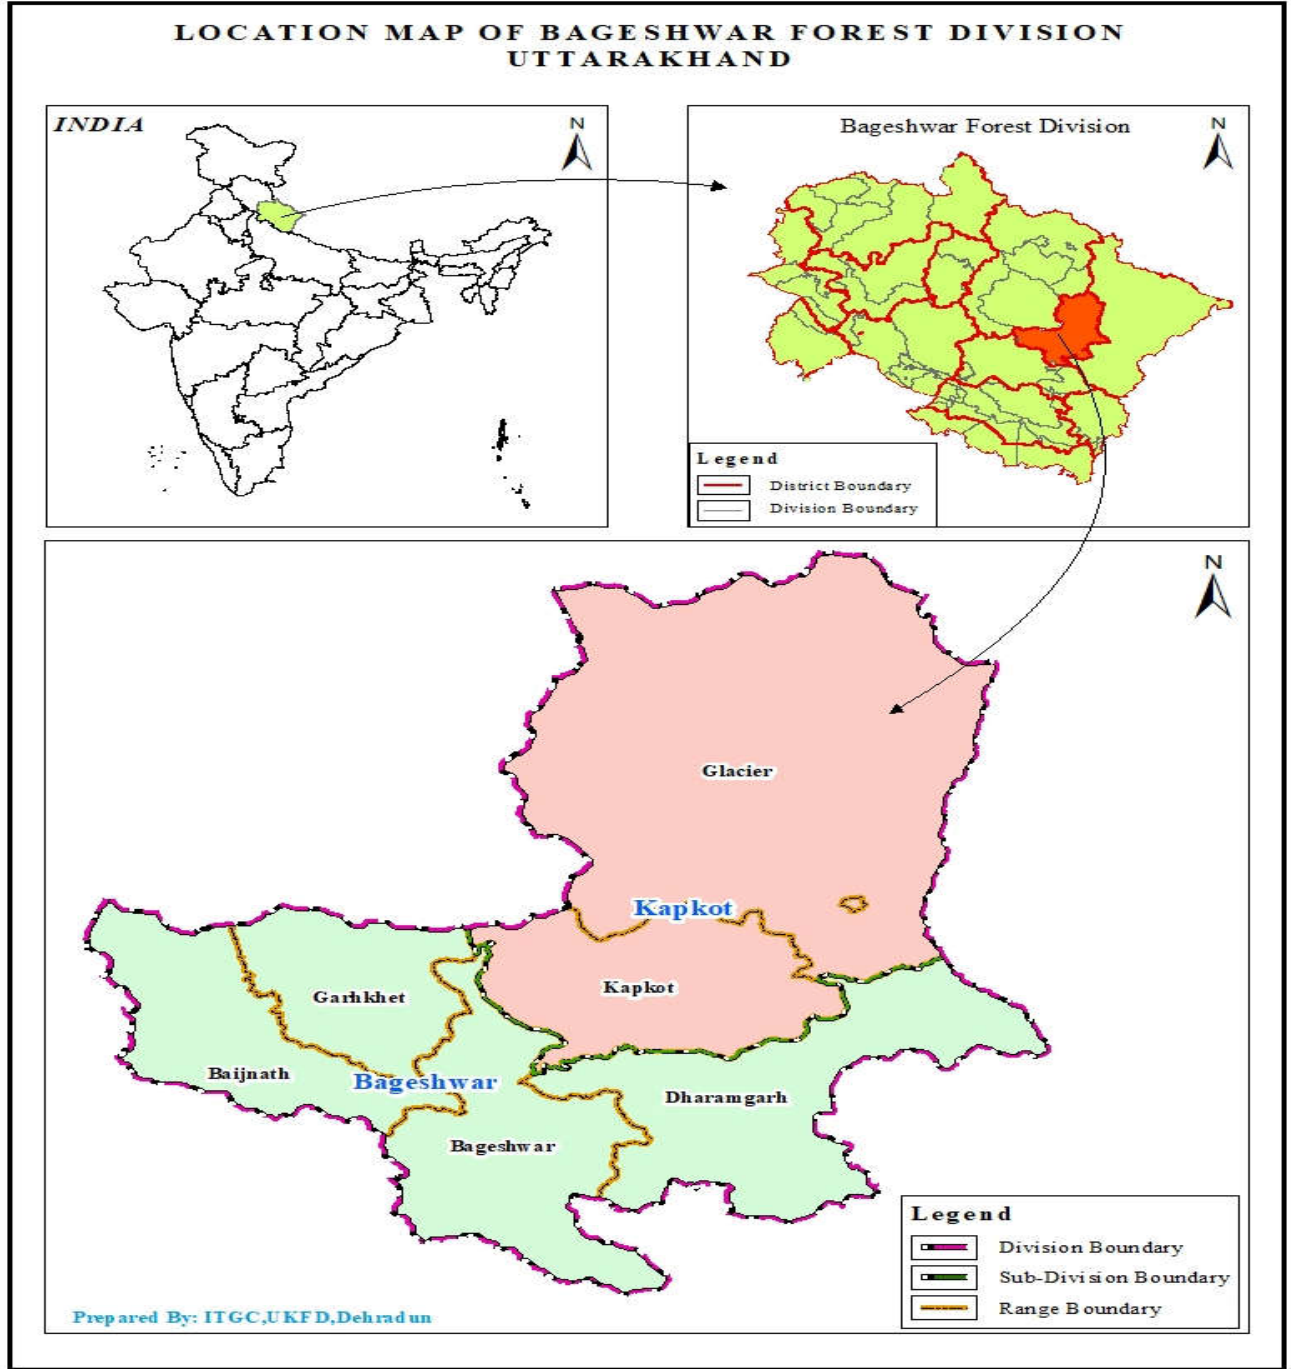 LOCATION MAP OF BAGESHWAR FOREST DIVISION
UTTARAKHAND
INDIA
N
Bageshwar Forest Division
N
Legend
District Boundary
Division Boundary
N
Glacier
Kapkot
Kapkot
Garhkhet
Baijnath
Bageshwar
Dharamgarh
Bageshwar
Legend
Division Boundary
Sub-Division Boundary
Range Boundary
Prepared By: ITGC,UKFD,Dehradun